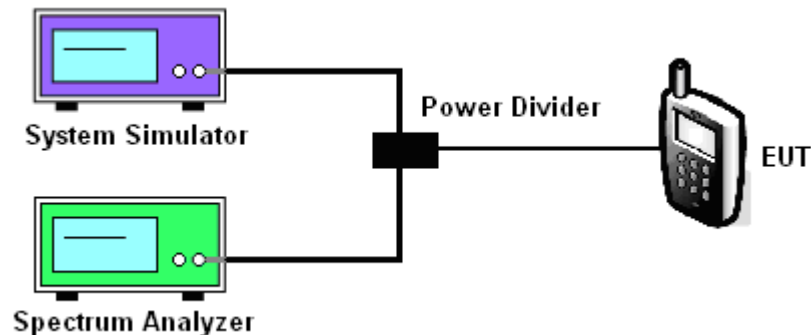 System Simulator
Power Divider
EUT
Spectrum Analyzer